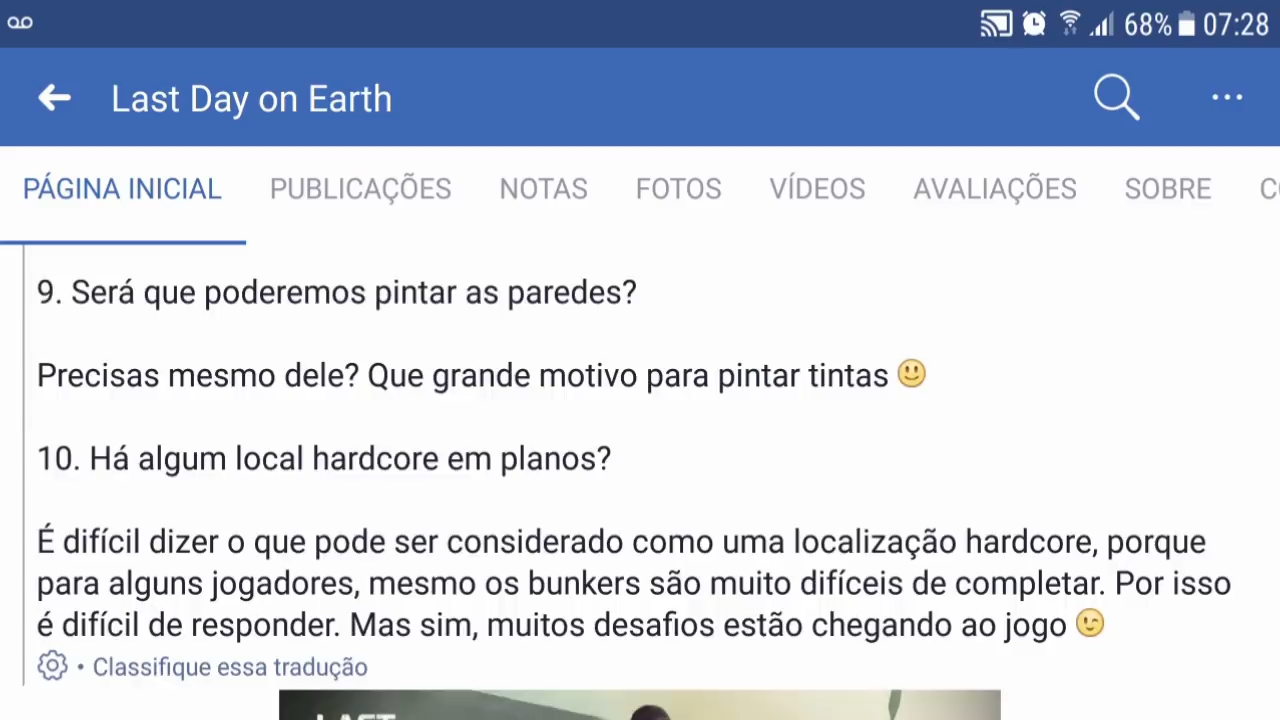 68% 07:28
Last Day on Earth
PÁGINA INICIAL PUBLICAÇÕES NOTAS FOTOS VÍDEOS AVALIAÇÕES SOBRE
9. Será que poderemos pintar as paredes?
Precisas mesmo dele? Que grande motivo para pintar tintas 🙂
10. Há algum local hardcore em planos?
É difícil dizer o que pode ser considerado como uma localização hardcore, porque
para alguns jogadores, mesmo os bunkers são muito difíceis de completar. Por isso
é difícil de responder. Mas sim, muitos desafios estão chegando ao jogo 😉
• Classifique essa tradução
LAST